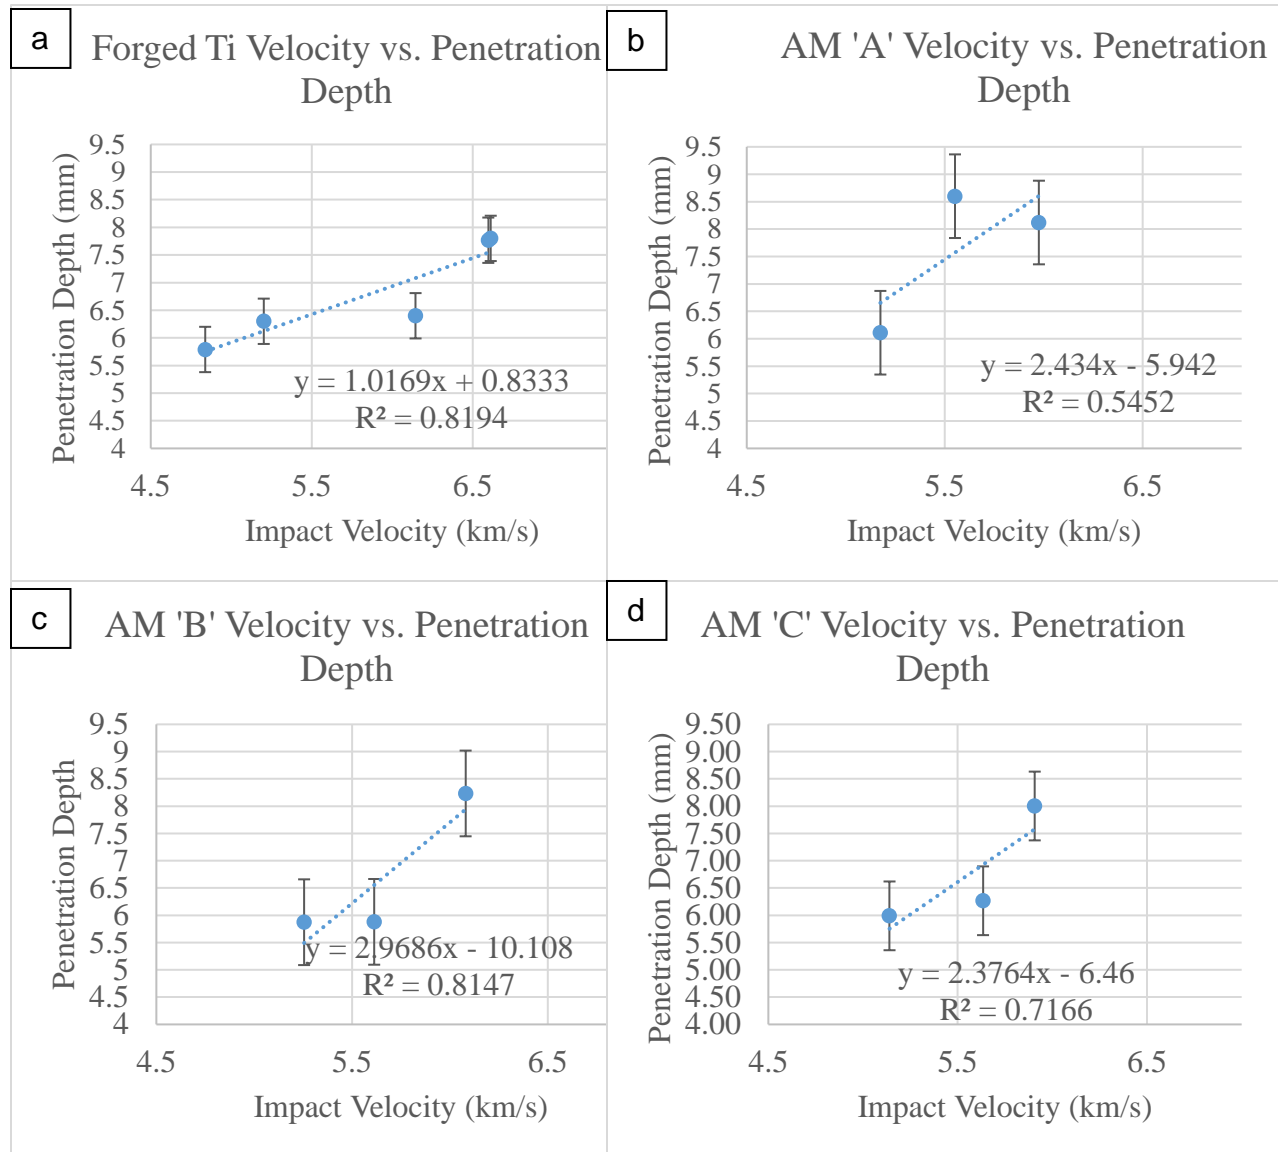 a
Forged Ti Velocity vs. Penetration
Depth
Penetration Depth (mm)
9.5
9
8.5
8
7.5
7
6.5
6
5.5
5
4.5
4
y = 1.0169x + 0.8333
R² = 0.8194
4.5 5.5 6.5
Impact Velocity (km/s)
b
AM 'A' Velocity vs. Penetration
Depth
Penetration Depth (mm)
9.5
9
8.5
8
7.5
7
6.5
6
5.5
5
4.5
4
y = 2.434x - 5.942
R² = 0.5452
4.5 5.5 6.5
Impact Velocity (km/s)
c
AM 'B' Velocity vs. Penetration
Depth
Penetration Depth
9.5
9
8.5
8
7.5
7
6.5
6
5.5
5
4.5
4
y = 2.9686x - 10.108
R² = 0.8147
4.5 5.5 6.5
Impact Velocity (km/s)
d
AM 'C' Velocity vs. Penetration
Depth
Penetration Depth (mm)
9.50
9.00
8.50
8.00
7.50
7.00
6.50
6.00
5.50
5.00
4.50
4.00
y = 2.3764x - 6.46
R² = 0.7166
4.5 5.5 6.5
Impact Velocity (km/s)